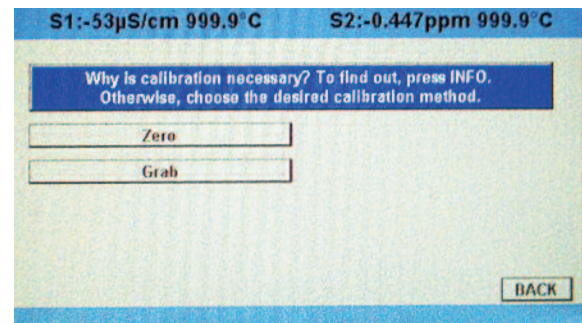 S1:-53µS/cm 999.9°C S2:-0.447ppm 999.9°C
Why is calibration necessary? To find out, press INFO.
Otherwise, choose the desired calibration method.
Zero
Grab
BACK